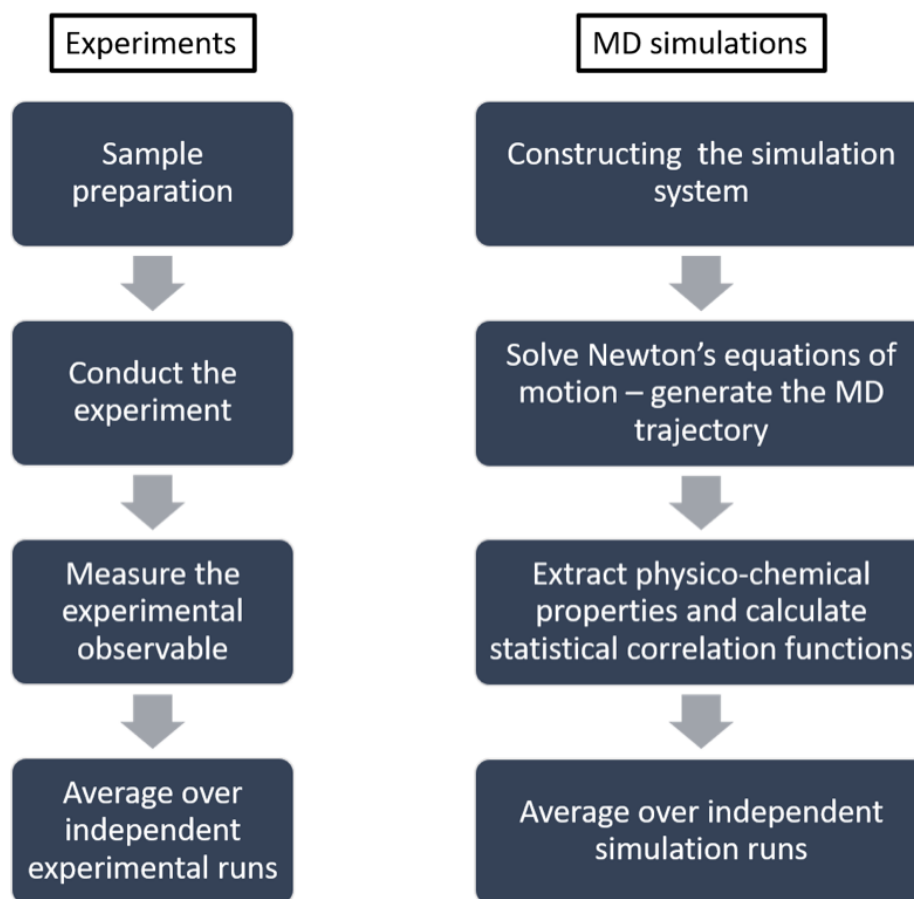 Experiments
Sample
preparation
Conduct the
experiment
Measure the
experimental
observable
Average over
independent
experimental runs
MD simulations
Constructing  the simulation
system
Solve Newton’s equations of
motion – generate the MD
trajectory
Extract physico-chemical
properties and calculate
statistical correlation functions
Average over independent
simulation runs